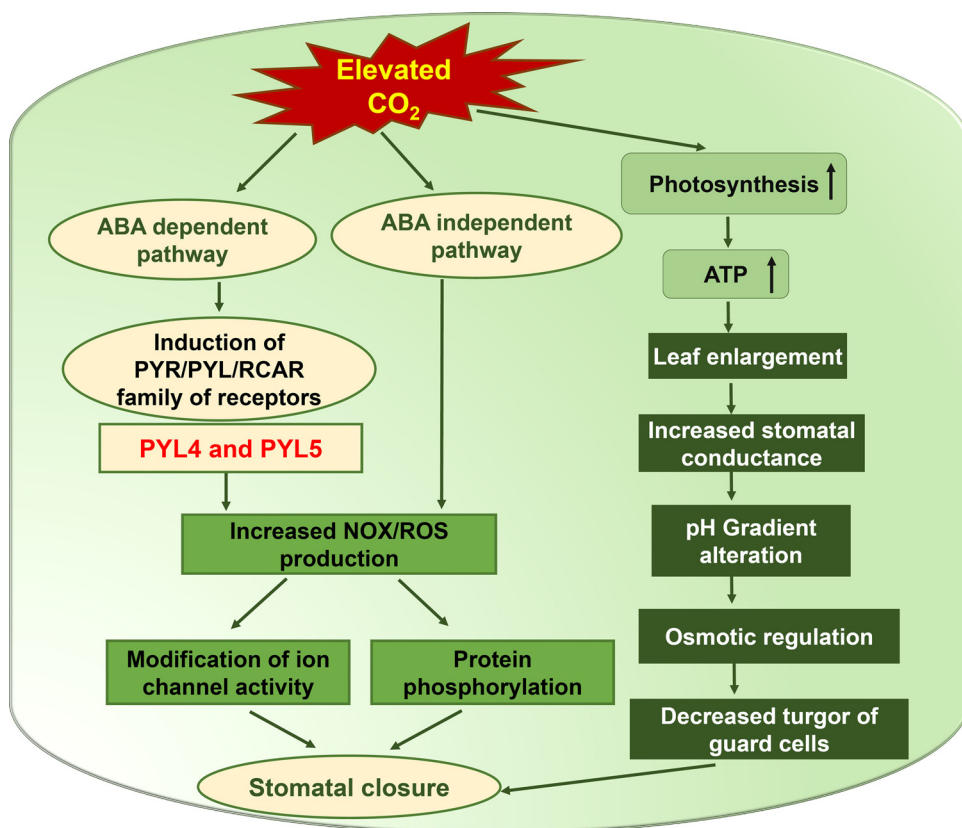 Elevated
CO₂
ABA dependent
pathway
ABA independent
pathway
Photosynthesis
ATP
Induction of
PYR/PYL/RCAR
family of receptors
PYL4 and PYL5
Leaf enlargement
Increased stomatal
conductance
Increased NOX/ROS
production
pH Gradient
alteration
Modification of ion
channel activity
Protein
phosphorylation
Osmotic regulation
Decreased turgor of
guard cells
Stomatal closure